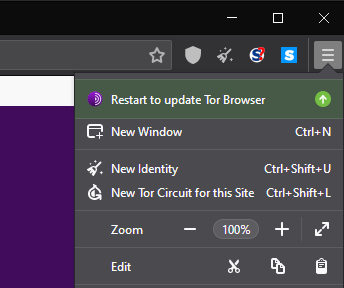 Restart to update Tor Browser
New Window Ctrl+N
New Identity Ctrl+Shift+U
New Tor Circuit for this Site Ctrl+Shift+L
Zoom 100%
Edit